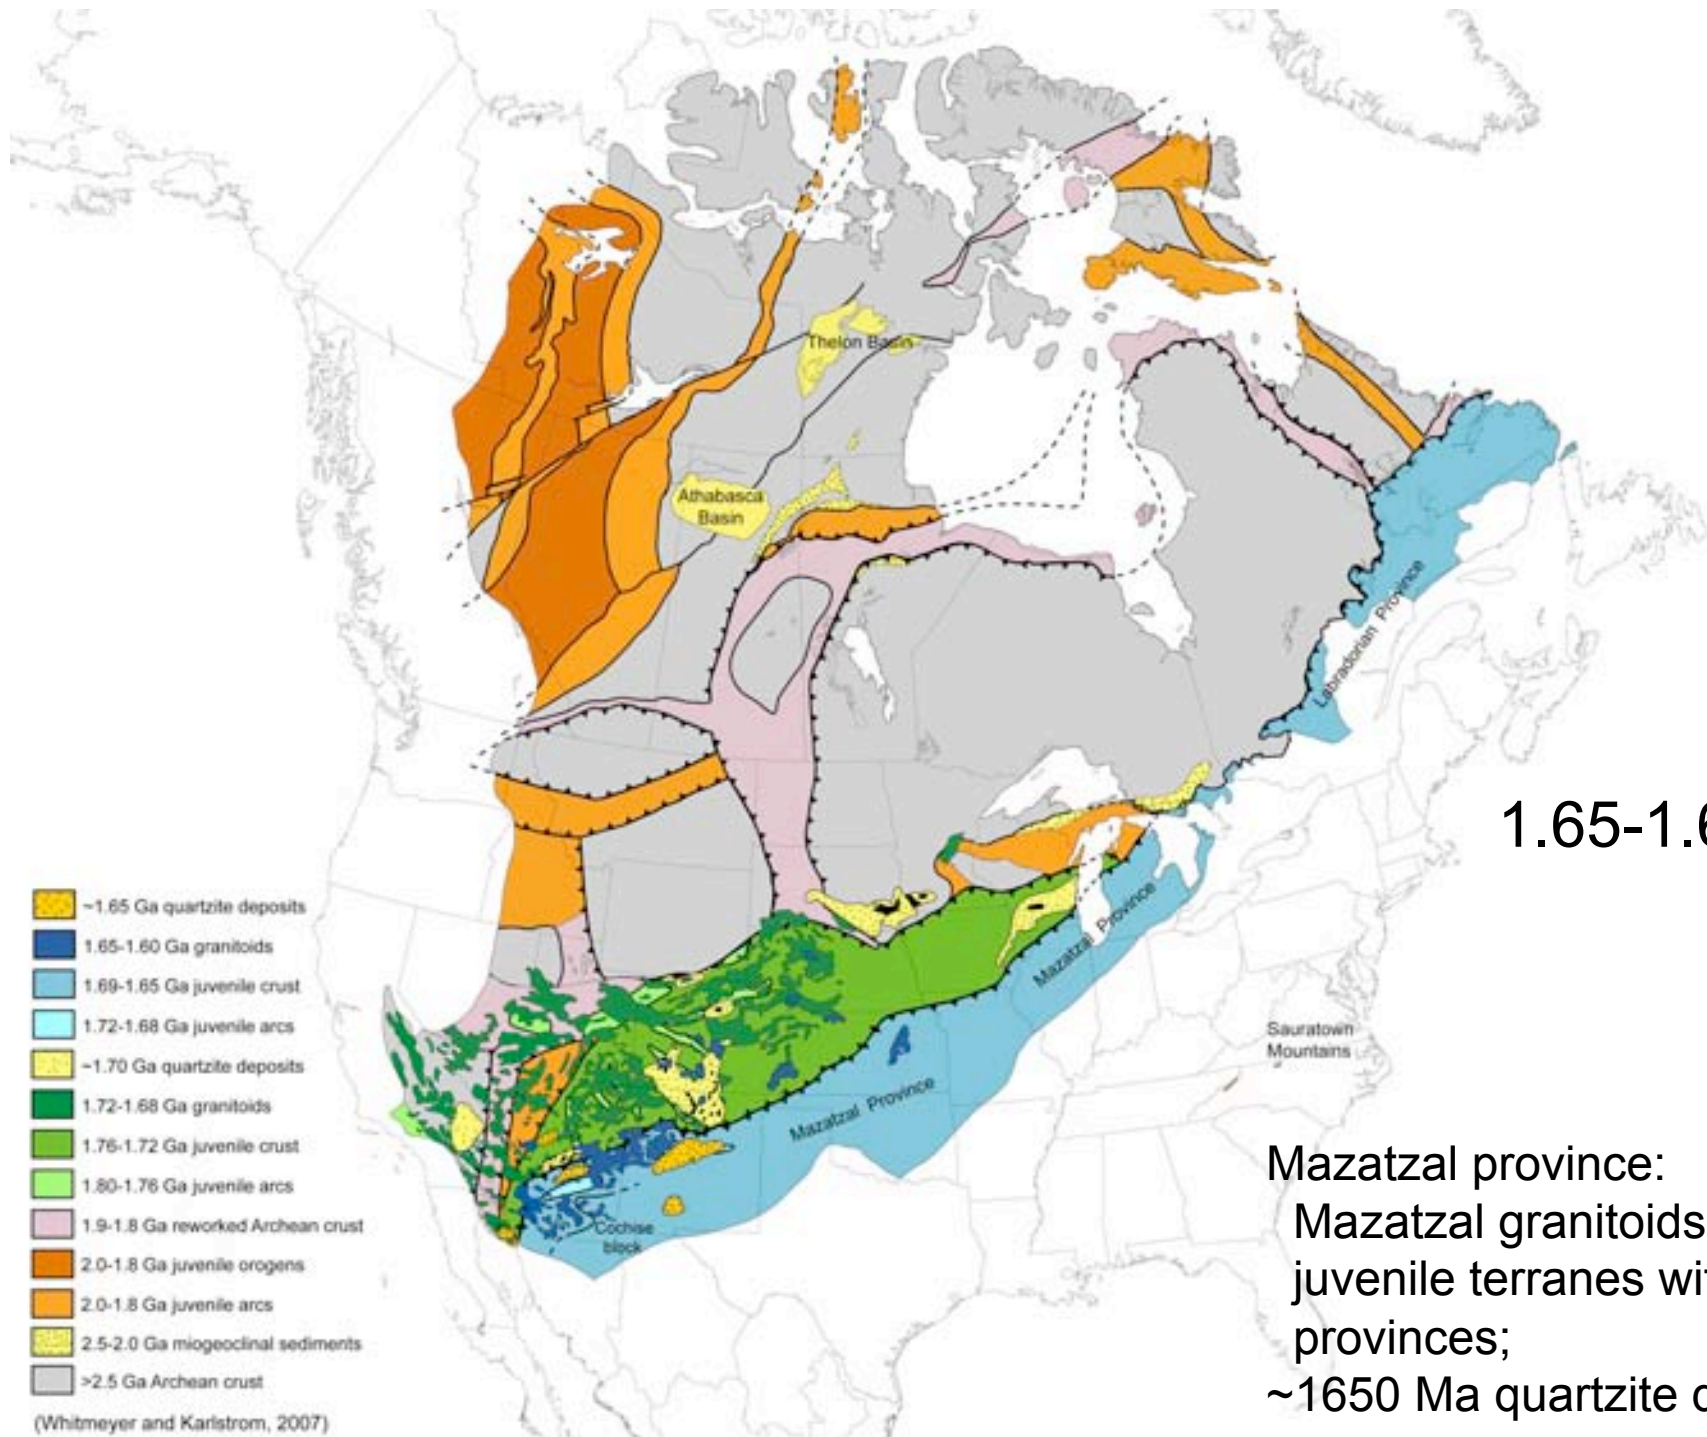 Thelon Basin
Athabasca
Basin
Labradorian Province
1.65-1.6
Mazatzal Province
Sauratown
Mountains
Mazatzal Province
Cochise
block
~1.65 Ga quartzite deposits
1.65-1.60 Ga granitoids
1.69-1.65 Ga juvenile crust
1.72-1.68 Ga juvenile arcs
~1.70 Ga quartzite deposits
1.72-1.68 Ga granitoids
1.76-1.72 Ga juvenile crust
1.80-1.76 Ga juvenile arcs
1.9-1.8 Ga reworked Archean crust
2.0-1.8 Ga juvenile orogens
2.0-1.8 Ga juvenile arcs
2.5-2.0 Ga miogeoclinal sediments
>2.5 Ga Archean crust
(Whitmeyer and Karlstrom, 2007)
Mazatzal province:
Mazatzal granitoids
juvenile terranes wi
provinces;
~1650 Ma quartzite